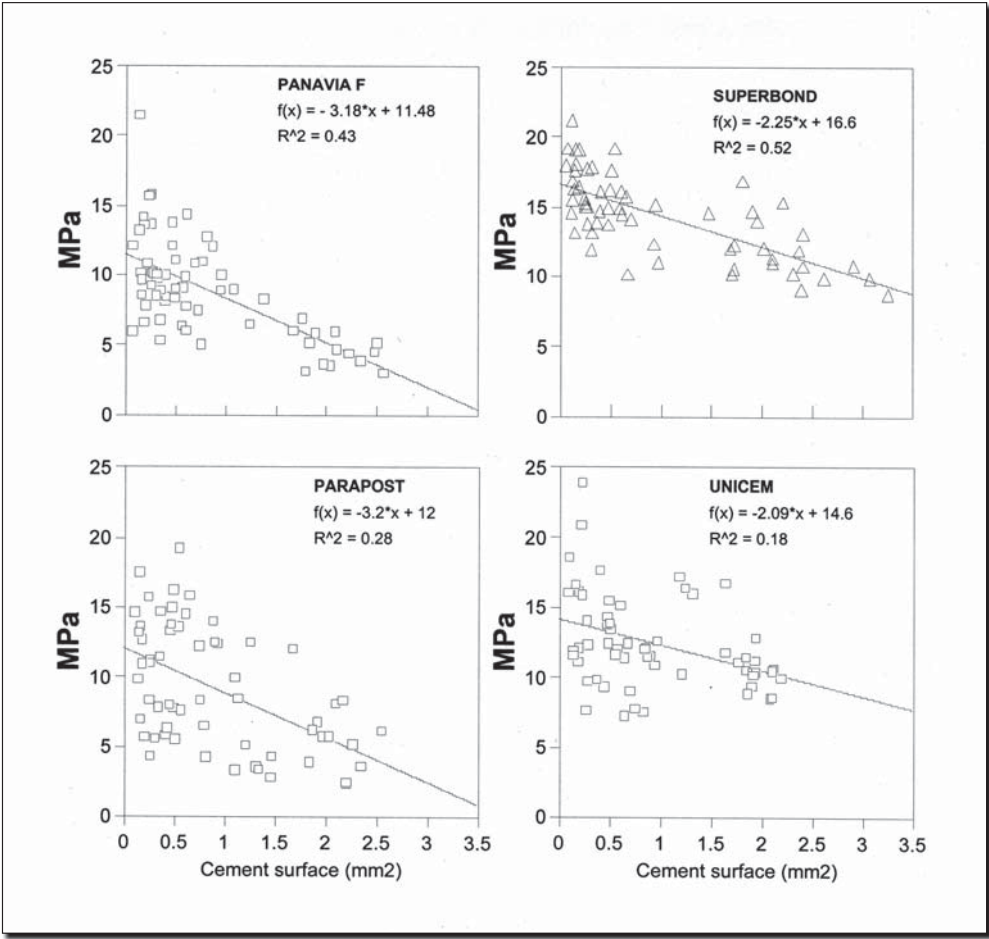 25
20
15
10
5
0
MPa
PANAVIA F
f(x) = - 3.18*x + 11.48
R^2 = 0.43
25
20
15
10
5
0
MPa
SUPERBOND
f(x) = -2.25*x + 16.6
R^2 = 0.52
25
20
15
10
5
0
MPa
PARAPOST
f(x) = -3.2*x + 12
R^2 = 0.28
0 0.5 1 1.5 2 2.5 3 3.5
Cement surface (mm2)
25
20
15
10
5
0
MPa
UNICEM
f(x) = -2.09*x + 14.6
R^2 = 0.18
0 0.5 1 1.5 2 2.5 3 3.5
Cement surface (mm2)